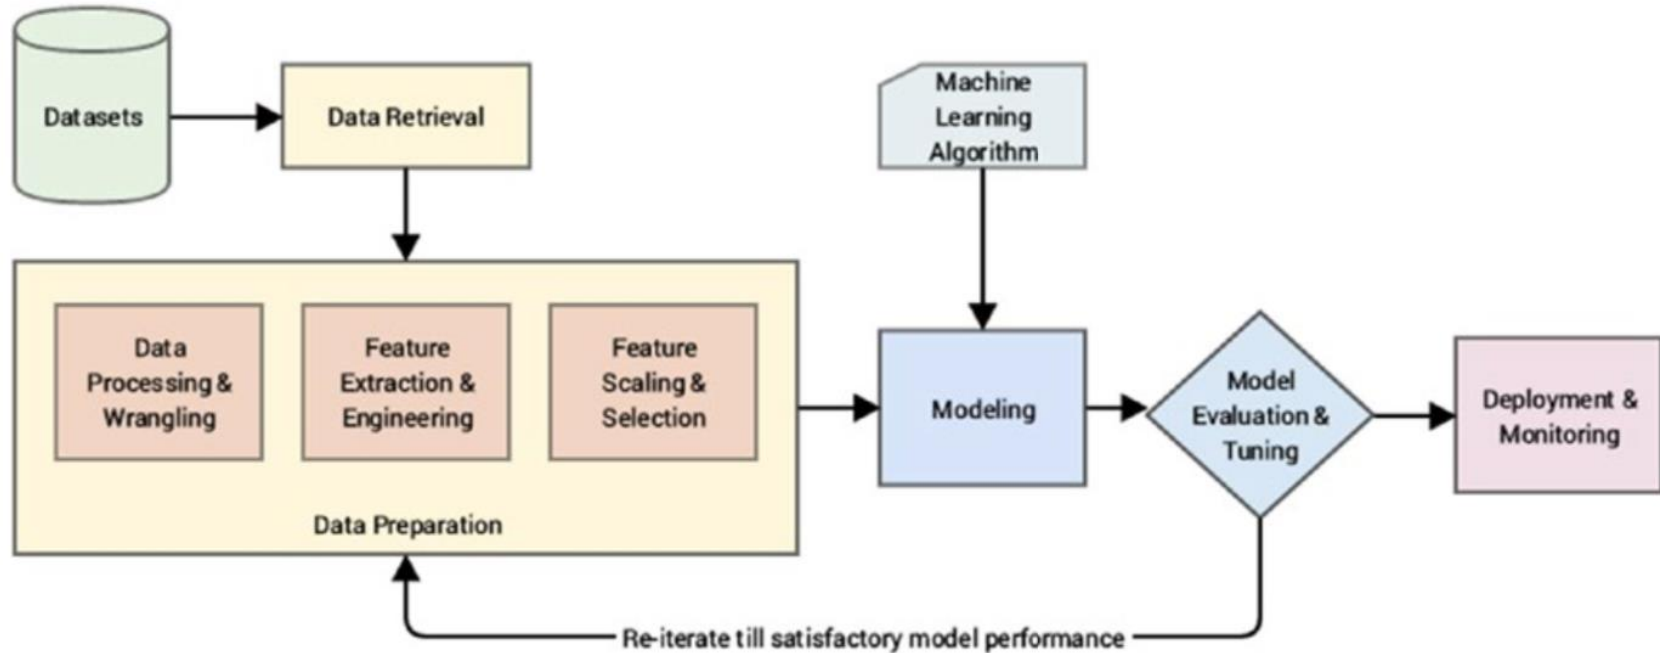 Datasets
Data Retrieval
Machine
Learning
Algorithm
Data
Processing &
Wrangling
Feature
Extraction &
Engineering
Feature
Scaling &
Selection
Data Preparation
Modeling
Model
Evaluation &
Tuning
Deployment &
Monitoring
Re-iterate till satisfactory model performance